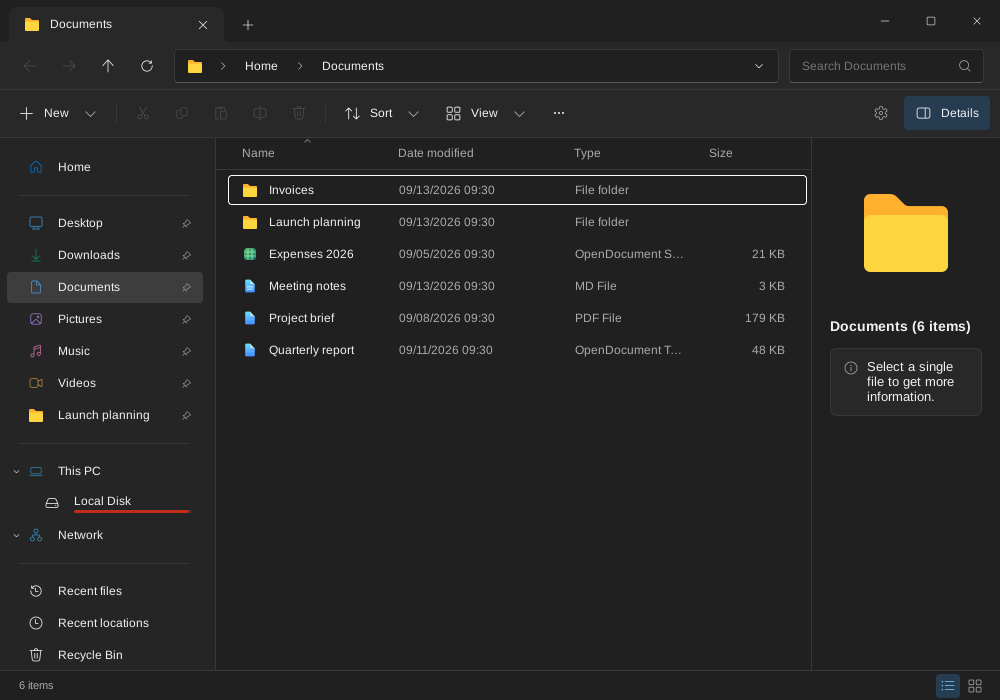 Documents
Home
Documents
Search Documents
New
Sort
View
Details
Home
Desktop
Downloads
Documents
Pictures
Music
Videos
Launch planning
This PC
Local Disk
Network
Recent files
Recent locations
Recycle Bin
Name Date modified Type Size
Invoices 09/13/2026 09:30 File folder
Launch planning 09/13/2026 09:30 File folder
Expenses 2026 09/05/2026 09:30 OpenDocument S... 21 KB
Meeting notes 09/13/2026 09:30 MD File 3 KB
Project brief 09/08/2026 09:30 PDF File 179 KB
Quarterly report 09/11/2026 09:30 OpenDocument T... 48 KB
Documents (6 items)
Select a single
file to get more
information.
6 items